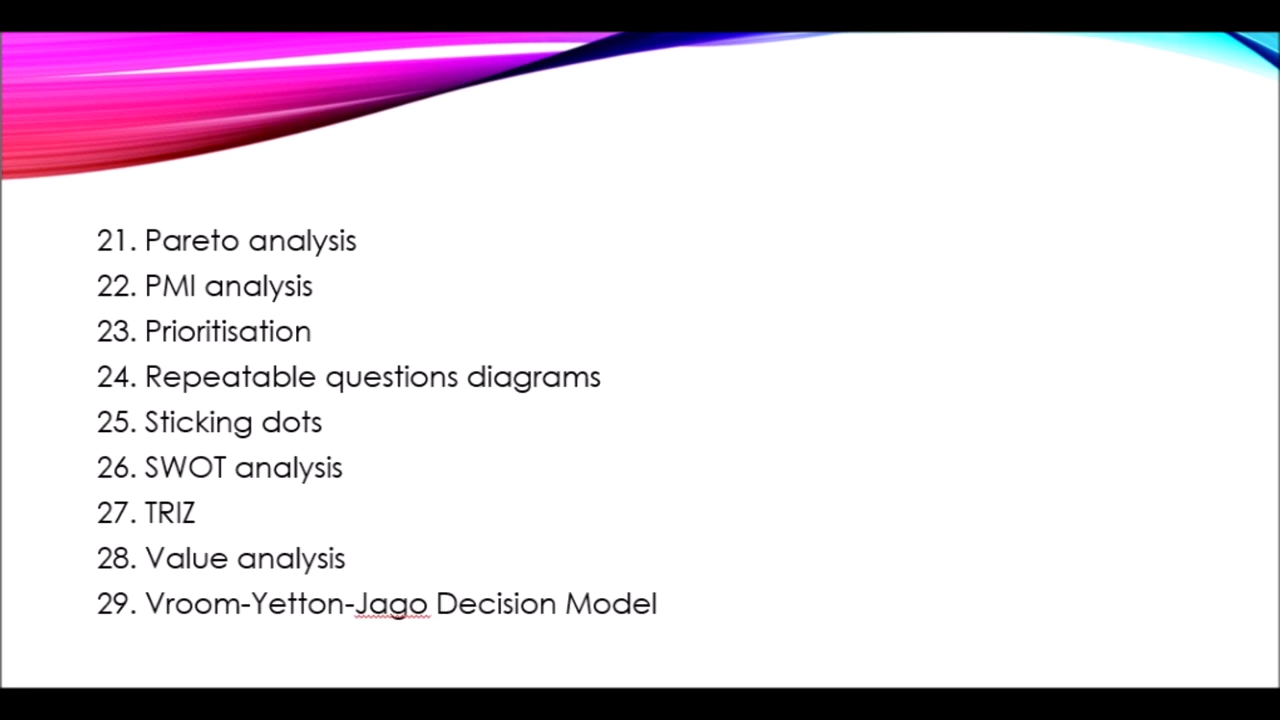 21. Pareto analysis
22. PMI analysis
23. Prioritisation
24. Repeatable questions diagrams
25. Sticking dots
26. SWOT analysis
27. TRIZ
28. Value analysis
29. Vroom-Yetton-Jago Decision Model